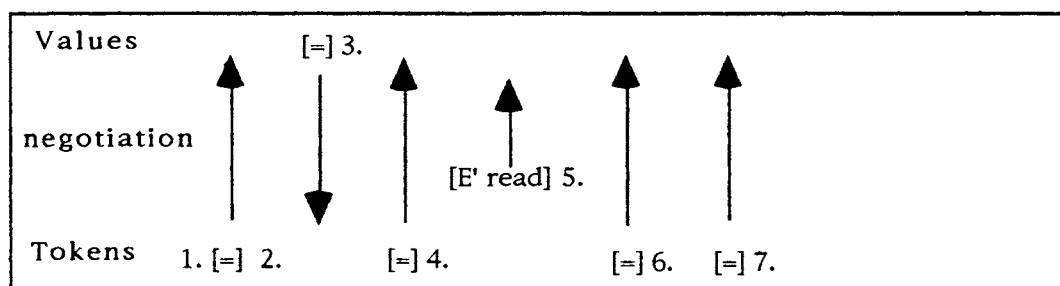 Values [=] 3.
negotiation
[E' read] 5.
Tokens 1. [=] 2. [=] 4. [=] 6. [=] 7.